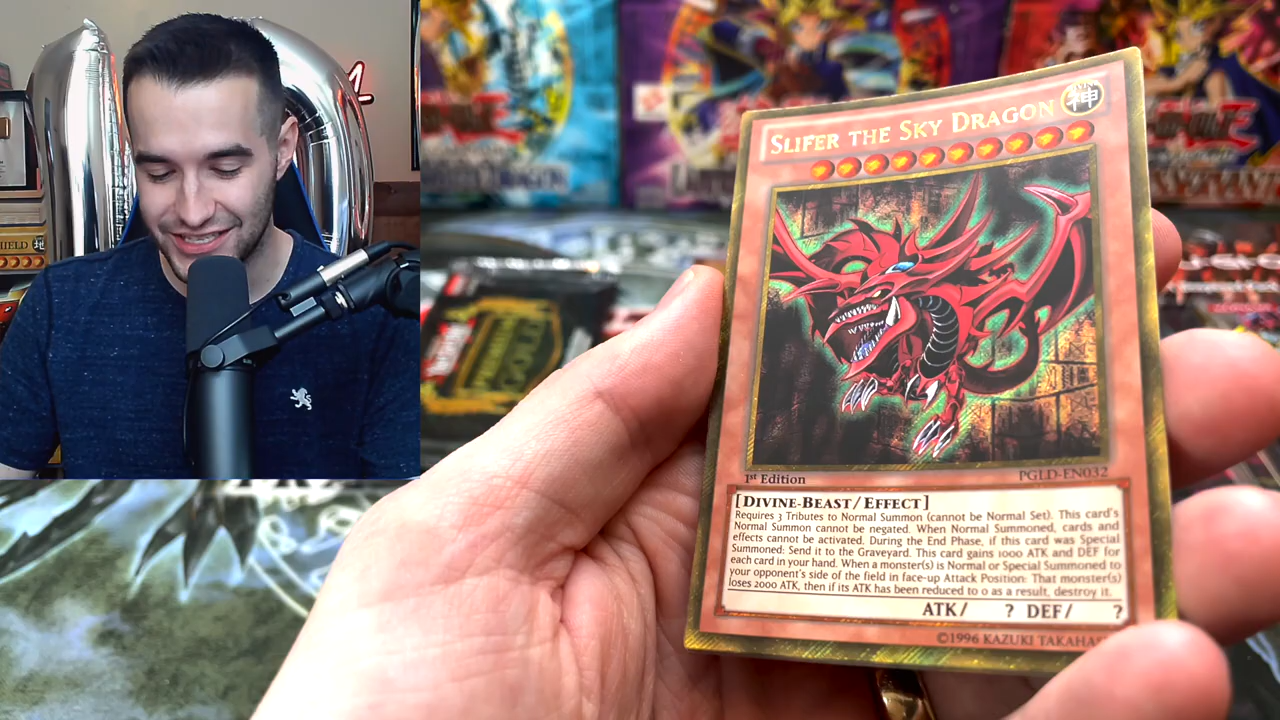 SLIFER THE SKY DRAGON
神
1st Edition
PGLD-EN032
[DIVINE-BEAST/EFFECT]
Requires 3 Tributes to Normal Summon (cannot be Normal Set). This card's
Normal Summon cannot be negated. When Normal Summoned, cards and
effects cannot be activated. During the End Phase, if this card was Special
Summoned: Send it to the Graveyard. This card gains 1000 ATK and DEF for
each card in your hand. When a monster(s) is Normal or Special Summoned to
your opponent's side of the field in face-up Attack Position: That monster(s)
loses 2000 ATK, then if its ATK has been reduced to 0 as a result, destroy it.
ATK/ ? DEF/ ?
©1996 KAZUKI TAKAHAS